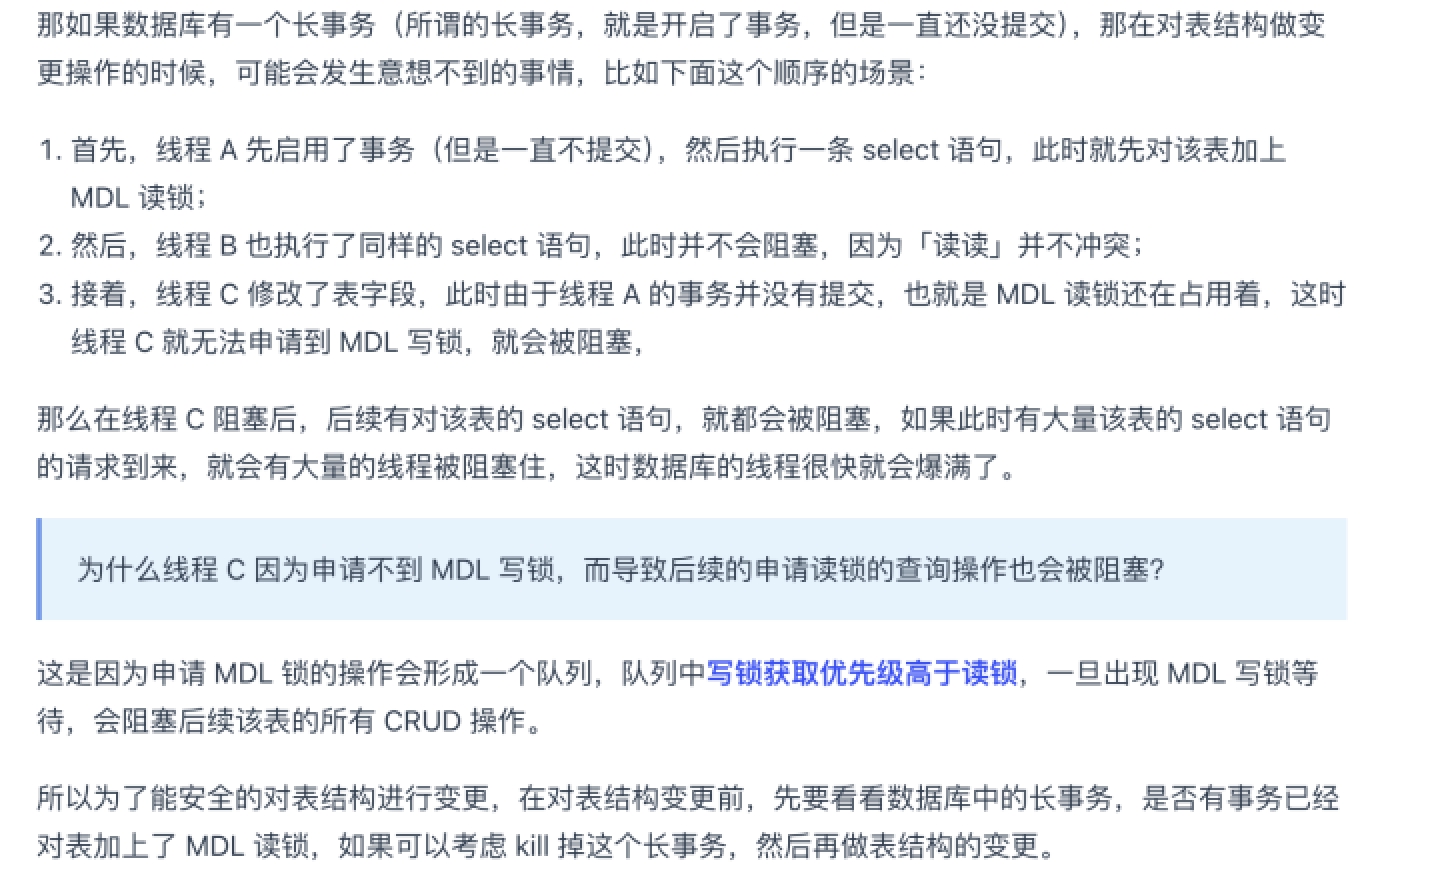 那如果数据库有一个长事务（所谓的长事务，就是开启了事务，但是一直还没提交），那在对表结构做变
更操作的时候，可能会发生意想不到的事情，比如下面这个顺序的场景：
1. 首先，线程 A 先启用了事务（但是一直不提交），然后执行一条 select 语句，此时就先对该表加上
MDL 读锁；
2. 然后，线程 B 也执行了同样的 select 语句，此时并不会阻塞，因为「读读」并不冲突；
3. 接着，线程 C 修改了表字段，此时由于线程 A 的事务并没有提交，也就是 MDL 读锁还在占用着，这时
线程 C 就无法申请到 MDL 写锁，就会被阻塞，
那么在线程 C 阻塞后，后续有对该表的 select 语句，就都会被阻塞，如果此时有大量该表的 select 语句
的请求到来，就会有大量的线程被阻塞住，这时数据库的线程很快就会爆满了。
为什么线程 C 因为申请不到 MDL 写锁，而导致后续的申请读锁的查询操作也会被阻塞？
这是因为申请 MDL 锁的操作会形成一个队列，队列中写锁获取优先级高于读锁，一旦出现 MDL 写锁等
待，会阻塞后续该表的所有 CRUD 操作。
所以为了能安全的对表结构进行变更，在对表结构变更前，先要看看数据库中的长事务，是否有事务已经
对表加上了 MDL 读锁，如果可以考虑 kill 掉这个长事务，然后再做表结构的变更。